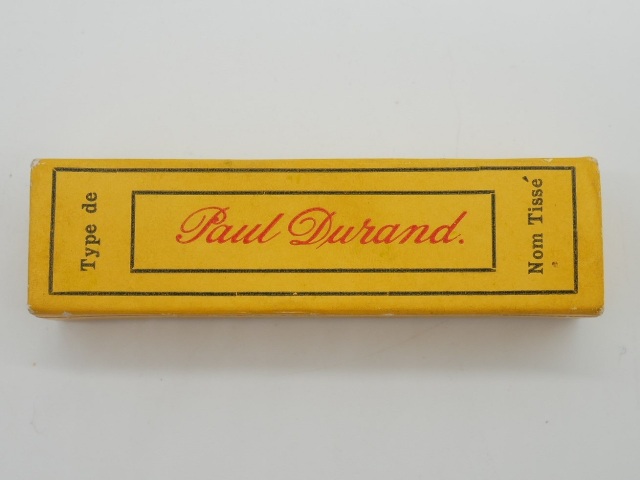 Type de
Paul Durand.
Nom Tissé